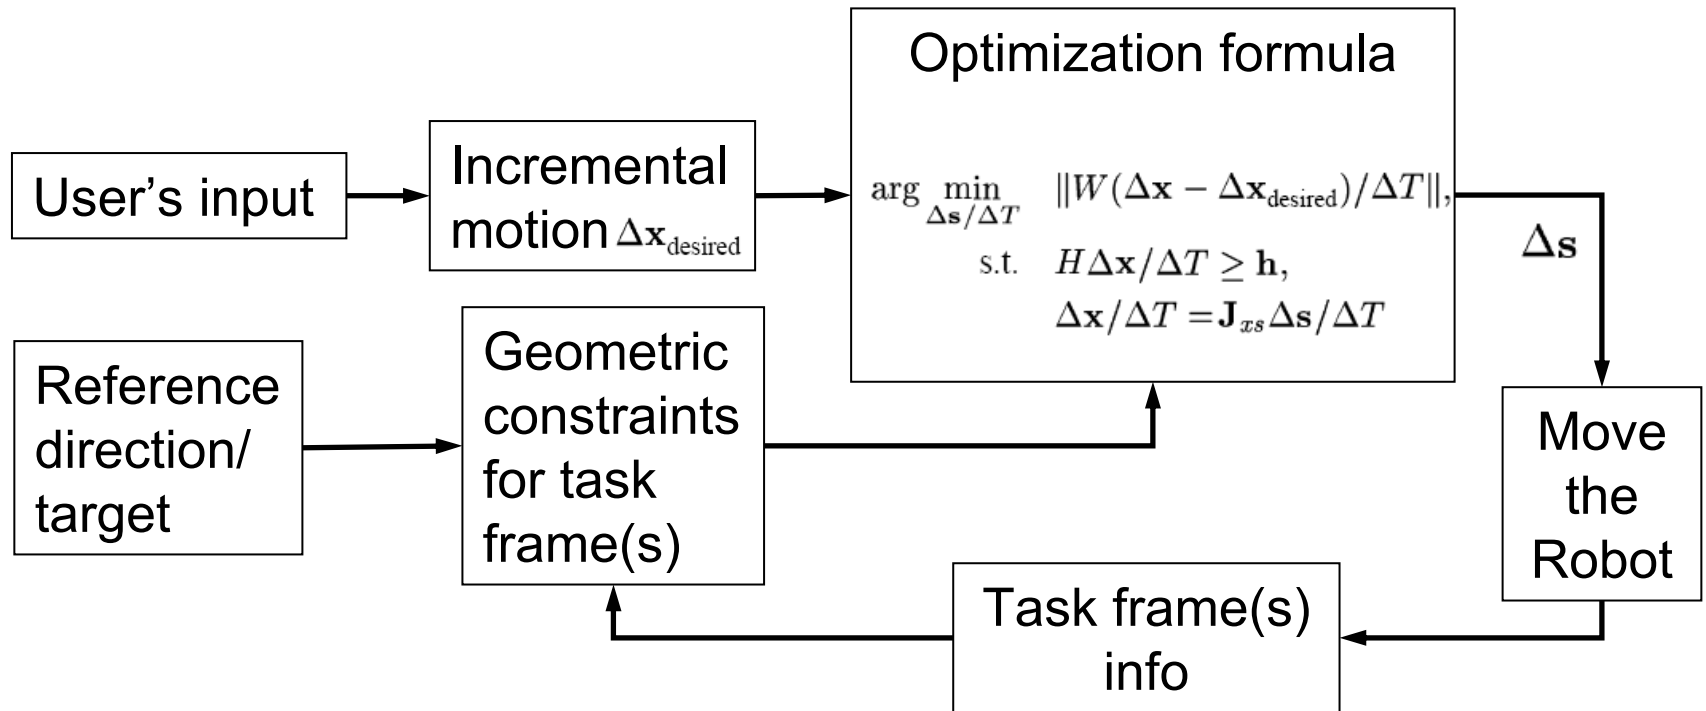 Optimization formula
arg min ‖W(Δx − Δx_desired)/ΔT‖,
Δs/ΔT
s.t. HΔx/ΔT ≥ h,
Δx/ΔT = J_xs Δs/ΔT
User’s input
Incremental
motion Δx_desired
Δs
Reference
direction/
target
Geometric
constraints
for task
frame(s)
Move
the
Robot
Task frame(s)
info